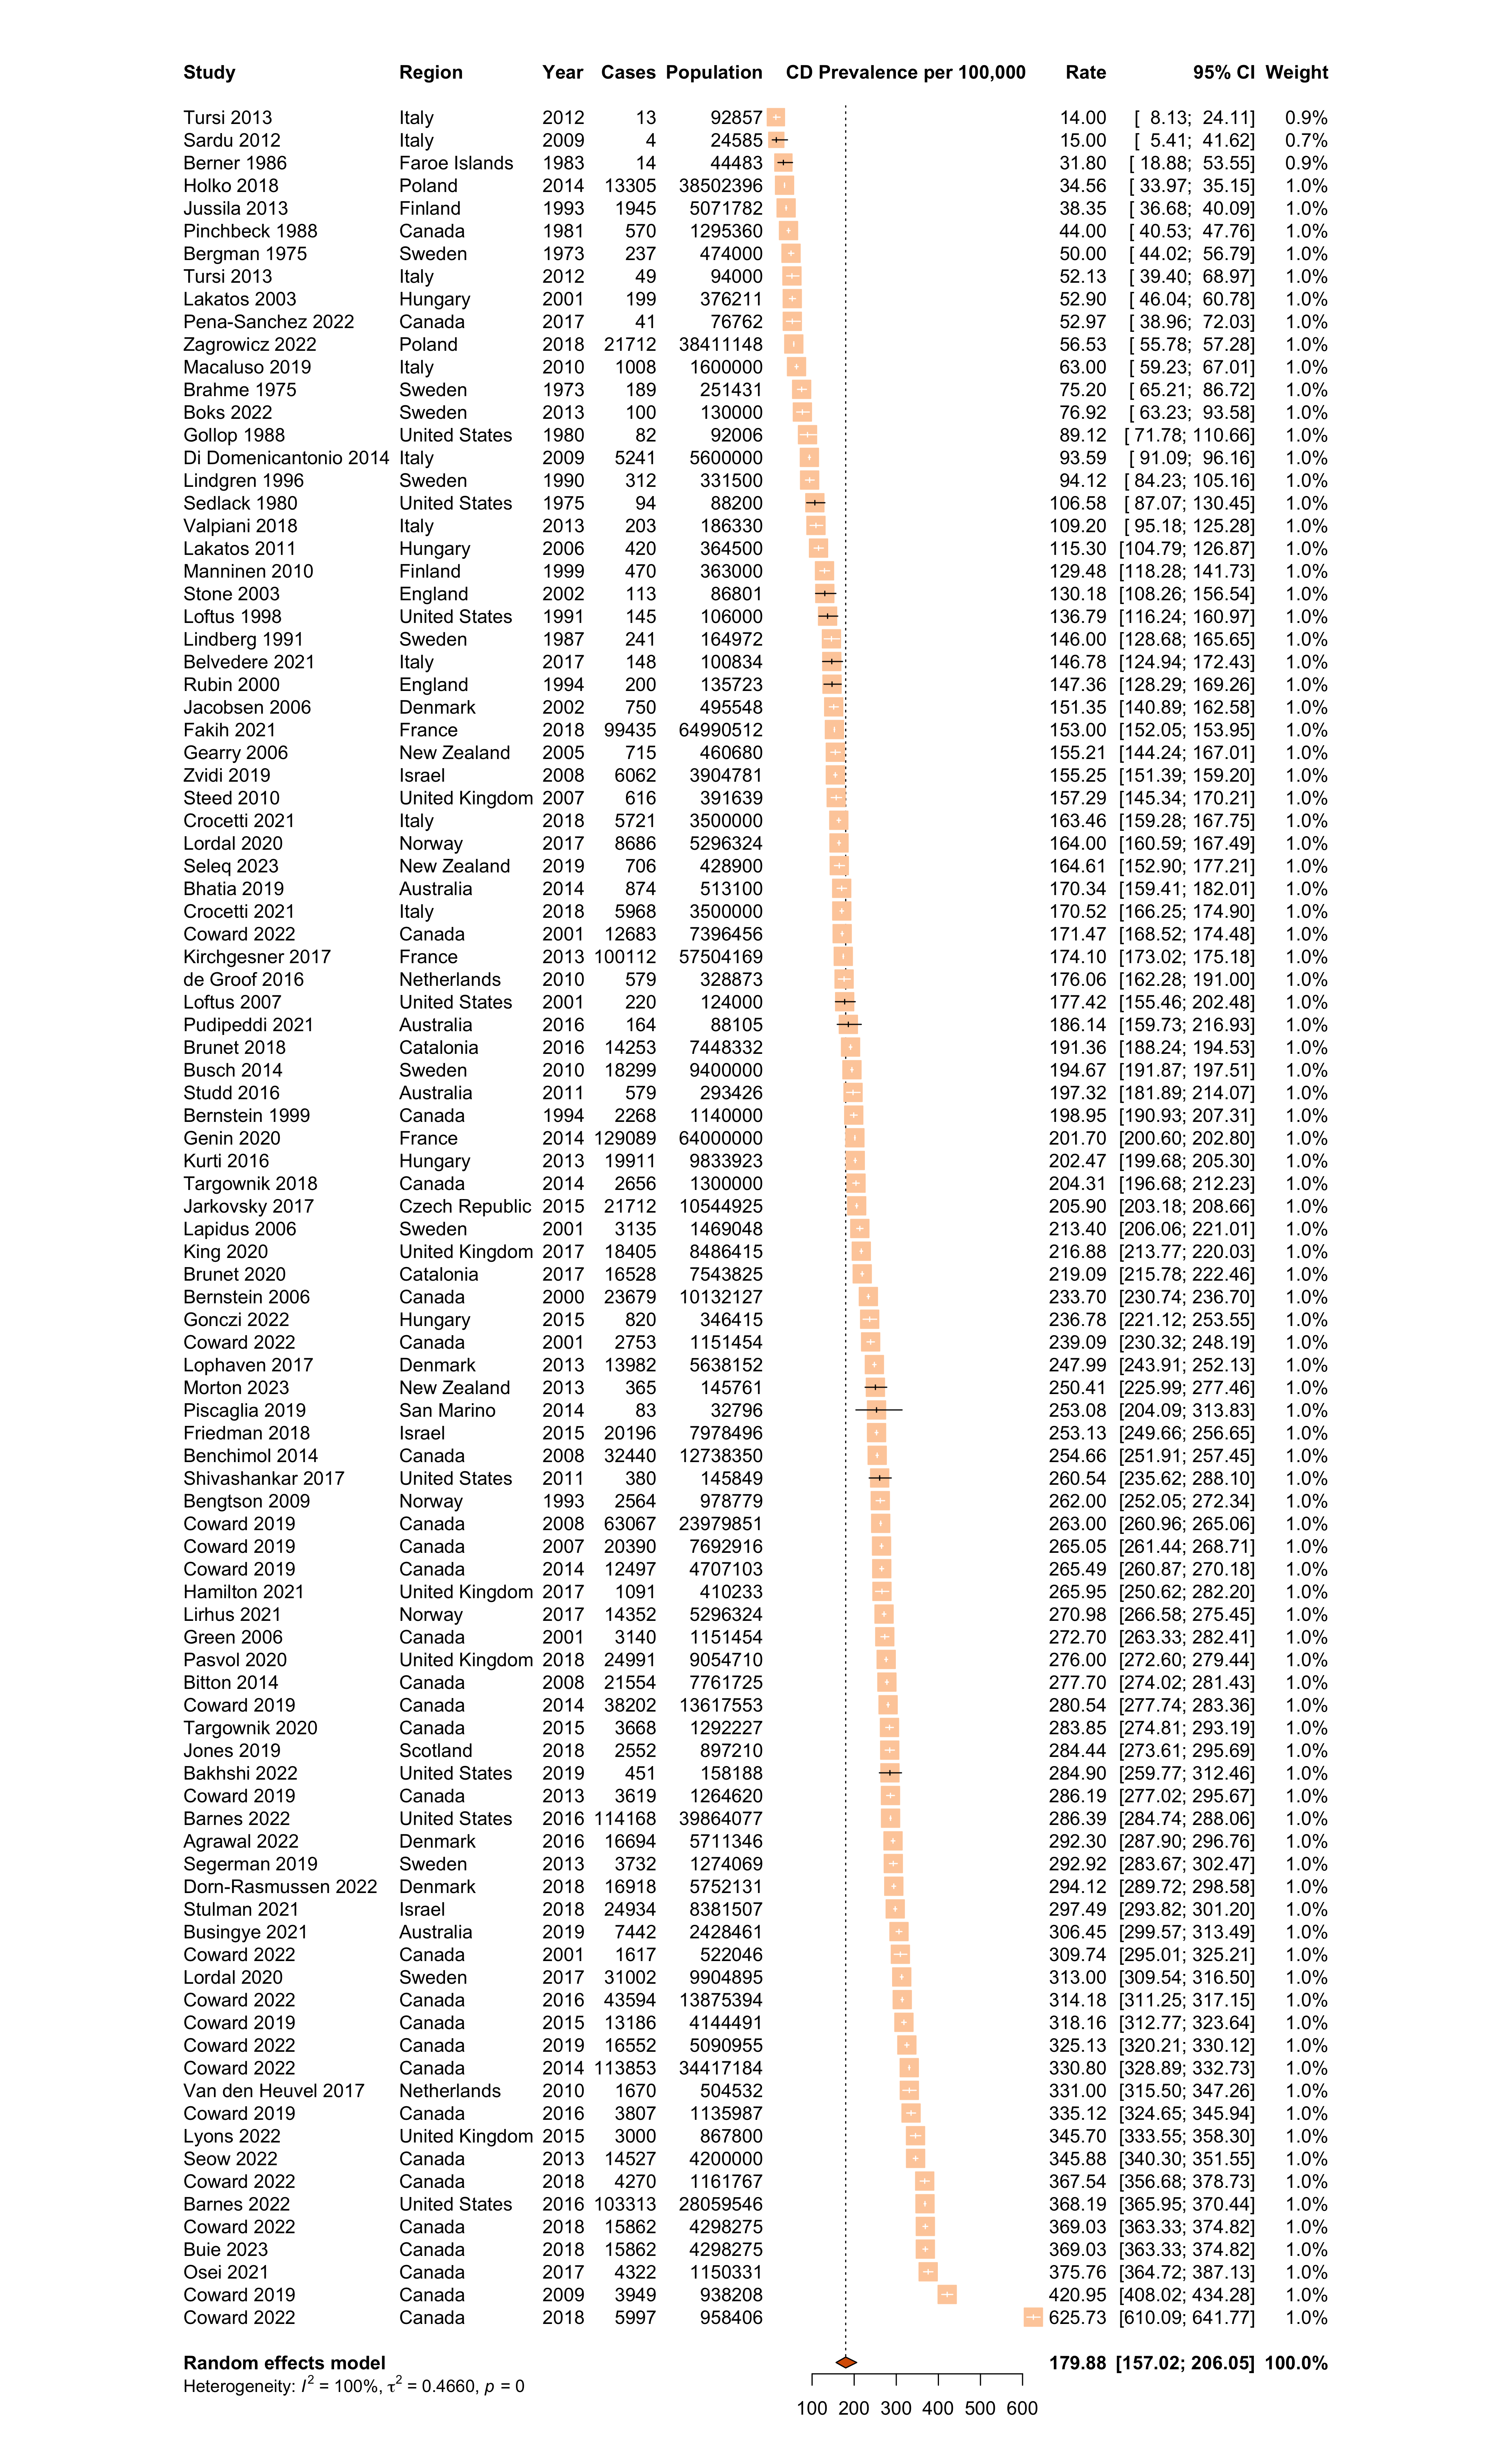 Study Region Year Cases Population CD Prevalence per 100,000 Rate 95% CI Weight
Tursi 2013 Italy 2012 13 92857 14.00 [ 8.13; 24.11] 0.9%
Sardu 2012 Italy 2009 4 24585 15.00 [ 5.41; 41.62] 0.7%
Berner 1986 Faroe Islands 1983 14 44483 31.80 [ 18.88; 53.55] 0.9%
Holko 2018 Poland 2014 13305 38502396 34.56 [ 33.97; 35.15] 1.0%
Jussila 2013 Finland 1993 1945 5071782 38.35 [ 36.68; 40.09] 1.0%
Pinchbeck 1988 Canada 1981 570 1295360 44.00 [ 40.53; 47.76] 1.0%
Bergman 1975 Sweden 1973 237 474000 50.00 [ 44.02; 56.79] 1.0%
Tursi 2013 Italy 2012 49 94000 52.13 [ 39.40; 68.97] 1.0%
Lakatos 2003 Hungary 2001 199 376211 52.90 [ 46.04; 60.78] 1.0%
Pena-Sanchez 2022 Canada 2017 41 76762 52.97 [ 38.96; 72.03] 1.0%
Zagrowicz 2022 Poland 2018 21712 38411148 56.53 [ 55.78; 57.28] 1.0%
Macaluso 2019 Italy 2010 1008 1600000 63.00 [ 59.23; 67.01] 1.0%
Brahme 1975 Sweden 1973 189 251431 75.20 [ 65.21; 86.72] 1.0%
Boks 2022 Sweden 2013 100 130000 76.92 [ 63.23; 93.58] 1.0%
Gollop 1988 United States 1980 82 92006 89.12 [ 71.78; 110.66] 1.0%
Di Domenicantonio 2014 Italy 2009 5241 5600000 93.59 [ 91.09; 96.16] 1.0%
Lindgren 1996 Sweden 1990 312 331500 94.12 [ 84.23; 105.16] 1.0%
Sedlack 1980 United States 1975 94 88200 106.58 [ 87.07; 130.45] 1.0%
Valpiani 2018 Italy 2013 203 186330 109.20 [ 95.18; 125.28] 1.0%
Lakatos 2011 Hungary 2006 420 364500 115.30 [104.79; 126.87] 1.0%
Manninen 2010 Finland 1999 470 363000 129.48 [118.28; 141.73] 1.0%
Stone 2003 England 2002 113 86801 130.18 [108.26; 156.54] 1.0%
Loftus 1998 United States 1991 145 106000 136.79 [116.24; 160.97] 1.0%
Lindberg 1991 Sweden 1987 241 164972 146.00 [128.68; 165.65] 1.0%
Belvedere 2021 Italy 2017 148 100834 146.78 [124.94; 172.43] 1.0%
Rubin 2000 England 1994 200 135723 147.36 [128.29; 169.26] 1.0%
Jacobsen 2006 Denmark 2002 750 495548 151.35 [140.89; 162.58] 1.0%
Fakih 2021 France 2018 99435 64990512 153.00 [152.05; 153.95] 1.0%
Gearry 2006 New Zealand 2005 715 460680 155.21 [144.24; 167.01] 1.0%
Zvidi 2019 Israel 2008 6062 3904781 155.25 [151.39; 159.20] 1.0%
Steed 2010 United Kingdom 2007 616 391639 157.29 [145.34; 170.21] 1.0%
Crocetti 2021 Italy 2018 5721 3500000 163.46 [159.28; 167.75] 1.0%
Lordal 2020 Norway 2017 8686 5296324 164.00 [160.59; 167.49] 1.0%
Seleq 2023 New Zealand 2019 706 428900 164.61 [152.90; 177.21] 1.0%
Bhatia 2019 Australia 2014 874 513100 170.34 [159.41; 182.01] 1.0%
Crocetti 2021 Italy 2018 5968 3500000 170.52 [166.25; 174.90] 1.0%
Coward 2022 Canada 2001 12683 7396456 171.47 [168.52; 174.48] 1.0%
Kirchgesner 2017 France 2013 100112 57504169 174.10 [173.02; 175.18] 1.0%
de Groof 2016 Netherlands 2010 579 328873 176.06 [162.28; 191.00] 1.0%
Loftus 2007 United States 2001 220 124000 177.42 [155.46; 202.48] 1.0%
Pudipeddi 2021 Australia 2016 164 88105 186.14 [159.73; 216.93] 1.0%
Brunet 2018 Catalonia 2016 14253 7448332 191.36 [188.24; 194.53] 1.0%
Busch 2014 Sweden 2010 18299 9400000 194.67 [191.87; 197.51] 1.0%
Studd 2016 Australia 2011 579 293426 197.32 [181.89; 214.07] 1.0%
Bernstein 1999 Canada 1994 2268 1140000 198.95 [190.93; 207.31] 1.0%
Genin 2020 France 2014 129089 64000000 201.70 [200.60; 202.80] 1.0%
Kurti 2016 Hungary 2013 19911 9833923 202.47 [199.68; 205.30] 1.0%
Targownik 2018 Canada 2014 2656 1300000 204.31 [196.68; 212.23] 1.0%
Jarkovsky 2017 Czech Republic 2015 21712 10544925 205.90 [203.18; 208.66] 1.0%
Lapidus 2006 Sweden 2001 3135 1469048 213.40 [206.06; 221.01] 1.0%
King 2020 United Kingdom 2017 18405 8486415 216.88 [213.77; 220.03] 1.0%
Brunet 2020 Catalonia 2017 16528 7543825 219.09 [215.78; 222.46] 1.0%
Bernstein 2006 Canada 2000 23679 10132127 233.70 [230.74; 236.70] 1.0%
Gonczi 2022 Hungary 2015 820 346415 236.78 [221.12; 253.55] 1.0%
Coward 2022 Canada 2001 2753 1151454 239.09 [230.32; 248.19] 1.0%
Lophaven 2017 Denmark 2013 13982 5638152 247.99 [243.91; 252.13] 1.0%
Morton 2023 New Zealand 2013 365 145761 250.41 [225.99; 277.46] 1.0%
Piscaglia 2019 San Marino 2014 83 32796 253.08 [204.09; 313.83] 1.0%
Friedman 2018 Israel 2015 20196 7978496 253.13 [249.66; 256.65] 1.0%
Benchimol 2014 Canada 2008 32440 12738350 254.66 [251.91; 257.45] 1.0%
Shivashankar 2017 United States 2011 380 145849 260.54 [235.62; 288.10] 1.0%
Bengtson 2009 Norway 1993 2564 978779 262.00 [252.05; 272.34] 1.0%
Coward 2019 Canada 2008 63067 23979851 263.00 [260.96; 265.06] 1.0%
Coward 2019 Canada 2007 20390 7692916 265.05 [261.44; 268.71] 1.0%
Coward 2019 Canada 2014 12497 4707103 265.49 [260.87; 270.18] 1.0%
Hamilton 2021 United Kingdom 2017 1091 410233 265.95 [250.62; 282.20] 1.0%
Lirhus 2021 Norway 2017 14352 5296324 270.98 [266.58; 275.45] 1.0%
Green 2006 Canada 2001 3140 1151454 272.70 [263.33; 282.41] 1.0%
Pasvol 2020 United Kingdom 2018 24991 9054710 276.00 [272.60; 279.44] 1.0%
Bitton 2014 Canada 2008 21554 7761725 277.70 [274.02; 281.43] 1.0%
Coward 2019 Canada 2014 38202 13617553 280.54 [277.74; 283.36] 1.0%
Targownik 2020 Canada 2015 3668 1292227 283.85 [274.81; 293.19] 1.0%
Jones 2019 Scotland 2018 2552 897210 284.44 [273.61; 295.69] 1.0%
Bakhshi 2022 United States 2019 451 158188 284.90 [259.77; 312.46] 1.0%
Coward 2019 Canada 2013 3619 1264620 286.19 [277.02; 295.67] 1.0%
Barnes 2022 United States 2016 114168 39864077 286.39 [284.74; 288.06] 1.0%
Agrawal 2022 Denmark 2016 16694 5711346 292.30 [287.90; 296.76] 1.0%
Segerman 2019 Sweden 2013 3732 1274069 292.92 [283.67; 302.47] 1.0%
Dorn-Rasmussen 2022 Denmark 2018 16918 5752131 294.12 [289.72; 298.58] 1.0%
Stulman 2021 Israel 2018 24934 8381507 297.49 [293.82; 301.20] 1.0%
Busingye 2021 Australia 2019 7442 2428461 306.45 [299.57; 313.49] 1.0%
Coward 2022 Canada 2001 1617 522046 309.74 [295.01; 325.21] 1.0%
Lordal 2020 Sweden 2017 31002 9904895 313.00 [309.54; 316.50] 1.0%
Coward 2022 Canada 2016 43594 13875394 314.18 [311.25; 317.15] 1.0%
Coward 2019 Canada 2015 13186 4144491 318.16 [312.77; 323.64] 1.0%
Coward 2022 Canada 2019 16552 5090955 325.13 [320.21; 330.12] 1.0%
Coward 2022 Canada 2014 113853 34417184 330.80 [328.89; 332.73] 1.0%
Van den Heuvel 2017 Netherlands 2010 1670 504532 331.00 [315.50; 347.26] 1.0%
Coward 2019 Canada 2016 3807 1135987 335.12 [324.65; 345.94] 1.0%
Lyons 2022 United Kingdom 2015 3000 867800 345.70 [333.55; 358.30] 1.0%
Seow 2022 Canada 2013 14527 4200000 345.88 [340.30; 351.55] 1.0%
Coward 2022 Canada 2018 4270 1161767 367.54 [356.68; 378.73] 1.0%
Barnes 2022 United States 2016 103313 28059546 368.19 [365.95; 370.44] 1.0%
Coward 2022 Canada 2018 15862 4298275 369.03 [363.33; 374.82] 1.0%
Buie 2023 Canada 2018 15862 4298275 369.03 [363.33; 374.82] 1.0%
Osei 2021 Canada 2017 4322 1150331 375.76 [364.72; 387.13] 1.0%
Coward 2019 Canada 2009 3949 938208 420.95 [408.02; 434.28] 1.0%
Coward 2022 Canada 2018 5997 958406 625.73 [610.09; 641.77] 1.0%
Random effects model 179.88 [157.02; 206.05] 100.0%
Heterogeneity: I² = 100%, τ² = 0.4660, p = 0
100 200 300 400 500 600